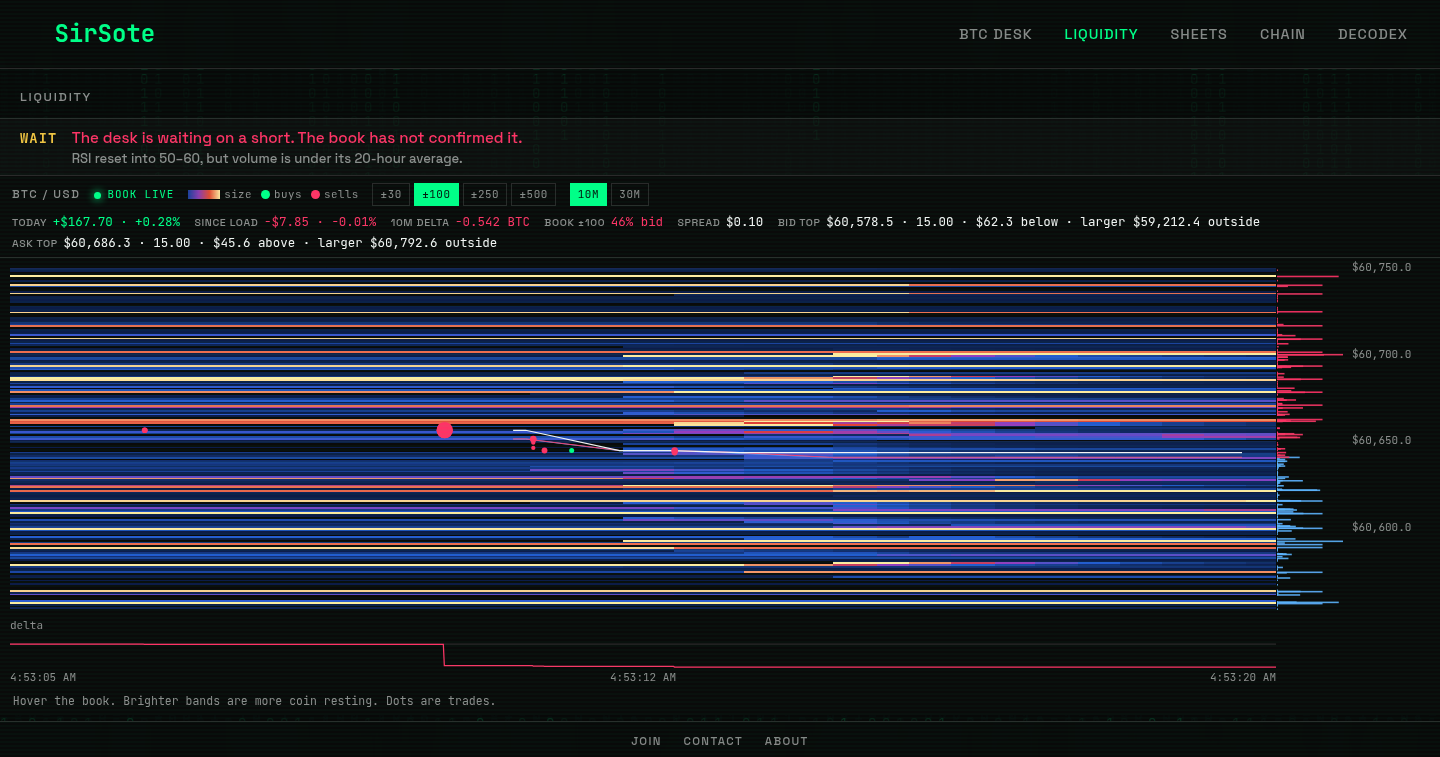 SirSote
BTC DESK LIQUIDITY SHEETS CHAIN DECODEX
LIQUIDITY
WAIT The desk is waiting on a short. The book has not confirmed it.
RSI reset into 50–60, but volume is under its 20-hour average.
BTC / USD BOOK LIVE size buys sells ±30 ±100 ±250 ±500 10M 30M
TODAY +$167.70 · +0.28% SINCE LOAD -$7.85 · -0.01% 10M DELTA -0.542 BTC BOOK ±100 46% bid SPREAD $0.10 BID TOP $60,578.5 · 15.00 · $62.3 below · larger $59,212.4 outside
ASK TOP $60,686.3 · 15.00 · $45.6 above · larger $60,792.6 outside
$60,750.0
$60,700.0
$60,650.0
$60,600.0
delta
4:53:05 AM 4:53:12 AM 4:53:20 AM
Hover the book. Brighter bands are more coin resting. Dots are trades.
JOIN CONTACT ABOUT